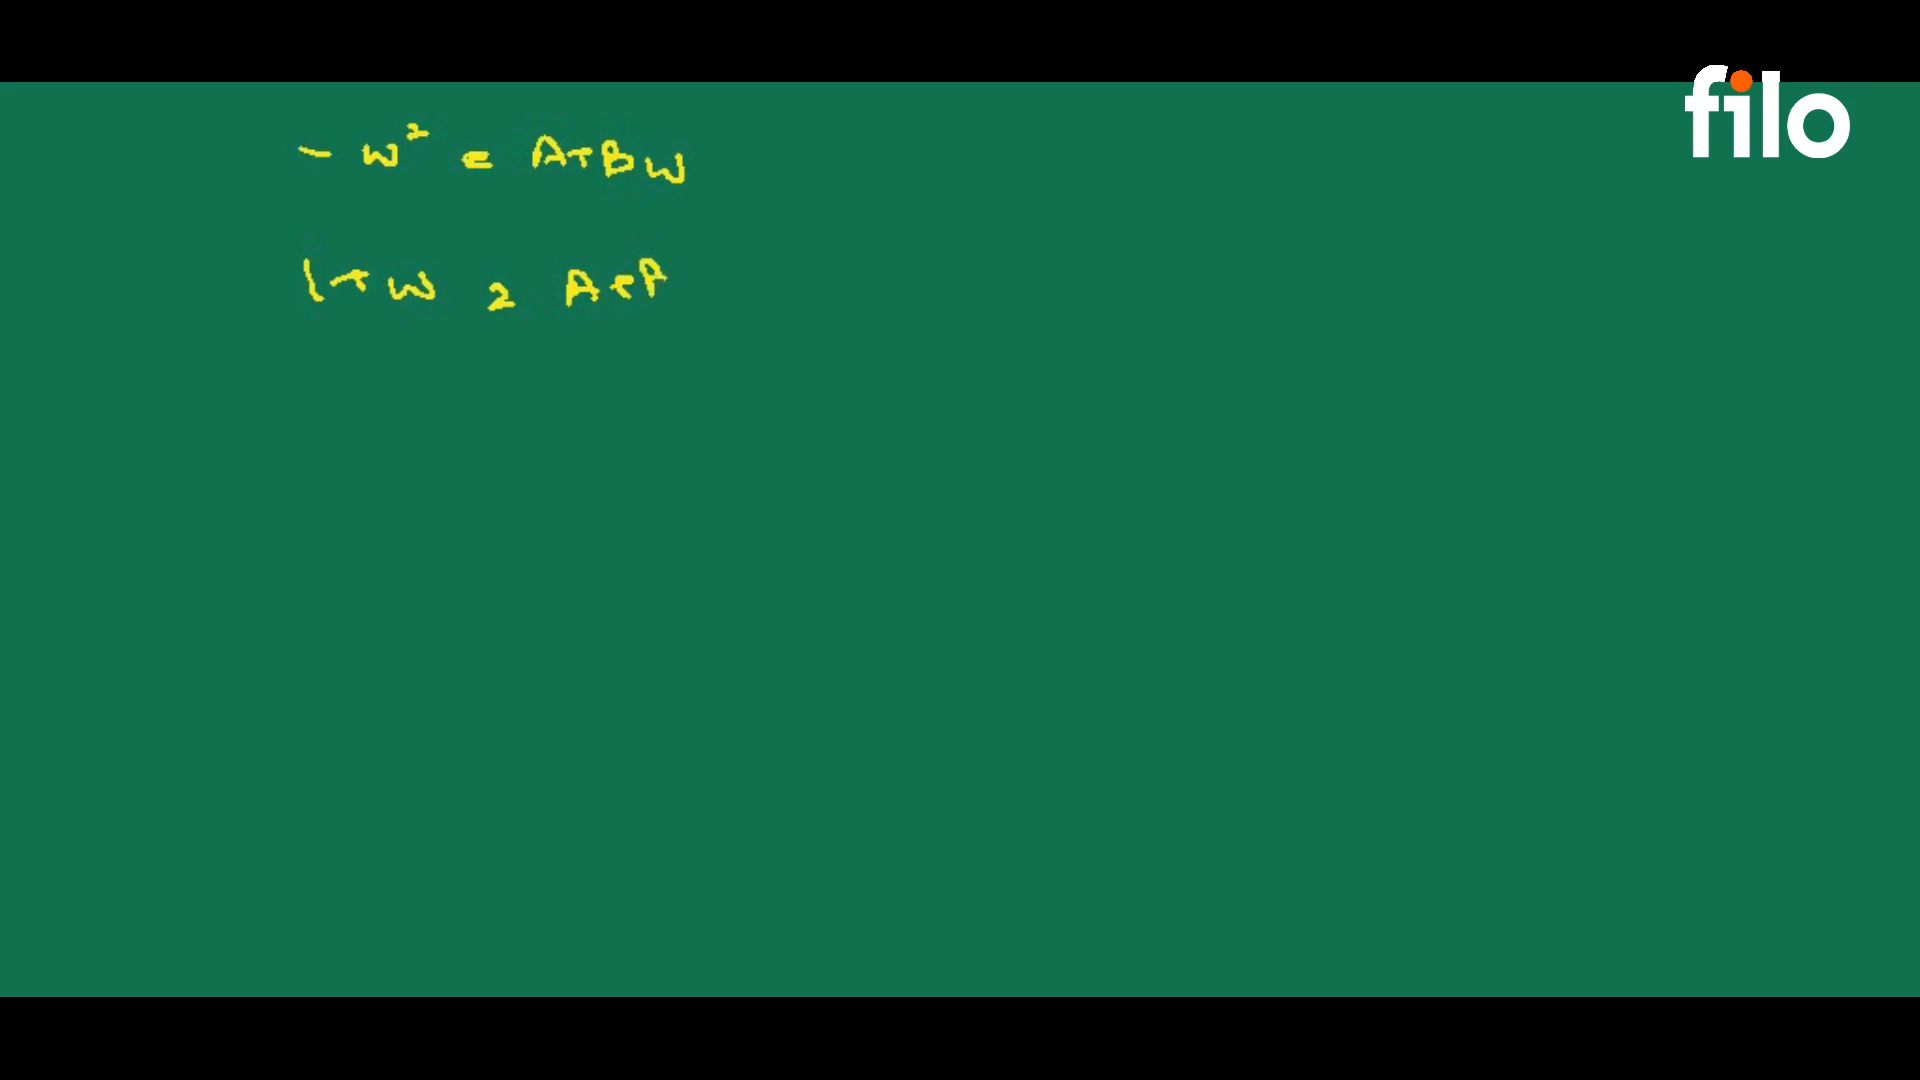 filo
- w² = A+Bw
1+w = A+B